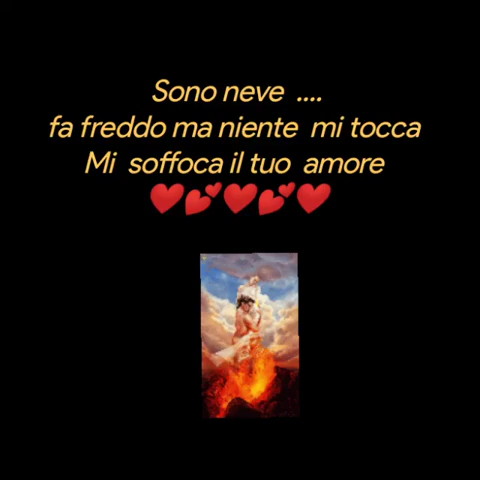 Sono neve ....
fa freddo ma niente mi tocca
Mi soffoca il tuo amore
❤️💕❤️💕❤️